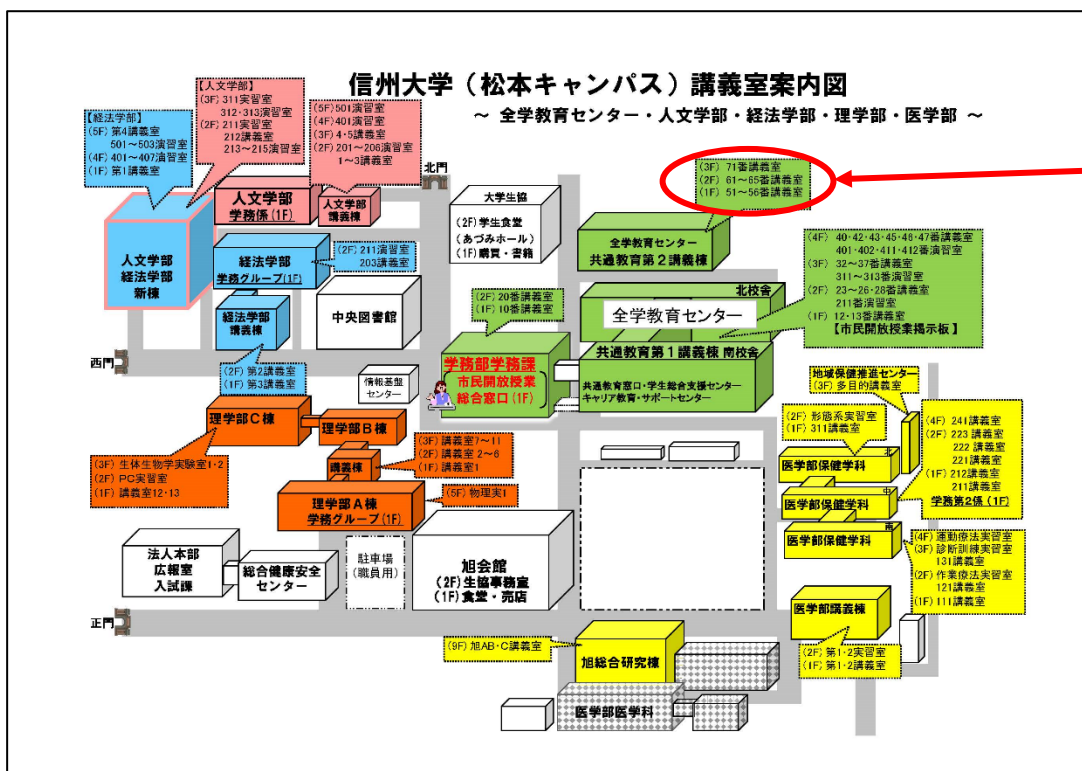 信州大学（松本キャンパス）講義室案内図
～ 全学教育センター・人文学部・経法学部・理学部・医学部 ～
【経法学部】
(5F) 第4講義室
501～503演習室
(4F) 401～407演習室
(1F) 第1講義室
【人文学部】
(3F) 311実習室
312・313演習室
(2F) 211実習室
212講義室
213～215演習室
(5F) 501演習室
(4F) 401演習室
(3F) 4・5講義室
(2F) 201～206演習室
1～3講義室
北門
人文学部
学務係(1F)
人文学部
講義棟
人文学部
経法学部
新棟
経法学部
学務グループ(1F)
(2F) 211演習室
203講義室
経法学部
講義棟
中央図書館
(2F) 第2講義室
(1F) 第3講義室
西門
大学生協
(2F) 学生食堂
(あづみホール)
(1F) 購買・書籍
(3F) 71番講義室
(2F) 61～65番講義室
(1F) 51～56番講義室
全学教育センター
共通教育第2講義棟
(4F) 40・42・43・45・46・47番講義室
401・402・411・412番演習室
(3F) 32～37番講義室
311～313番演習室
(2F) 23～26・28番講義室
211番演習室
(1F) 12・13番講義室
【市民開放授業掲示板】
北校舎
全学教育センター
共通教育第1講義棟 南校舎
共通教育窓口・学生総合支援センター
キャリア教育・サポートセンター
(2F) 20番講義室
(1F) 10番講義室
学務部学務課
市民開放授業
総合窓口(1F)
情報基盤
センター
理学部C棟
理学部B棟
講義棟
理学部A棟
学務グループ(1F)
(3F) 生体生物学実験室1・2
(2F) PC実習室
(1F) 講義室12・13
(3F) 講義室7～11
(2F) 講義室 2～6
(1F) 講義室1
(5F) 物理実1
地域保健推進センター
(3F) 多目的講義室
(2F) 形態系実習室
(1F) 311講義室
(4F) 241講義室
(2F) 223 講義室
222 講義室
221講義室
(1F) 212講義室
211講義室
学務第2係 (1F)
北
医学部保健学科
中
医学部保健学科
南
医学部保健学科
(4F) 運動療法実習室
(3F) 診断訓練実習室
131講義室
(2F) 作業療法実習室
121講義室
(1F) 111講義室
法人本部
広報室
入試課
総合健康安全
センター
駐車場
(職員用)
旭会館
(2F)生協事務室
(1F)食堂・売店
正門
医学部講義棟
(2F) 第1・2実習室
(1F) 第1・2講義室
(9F) 旭AB・C講義室
旭総合研究棟
医学部医学科